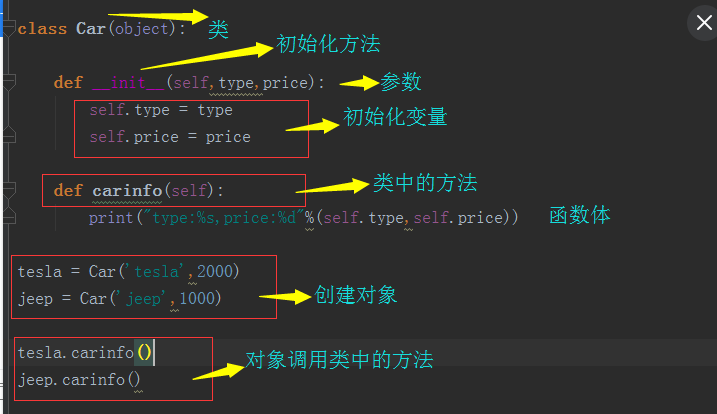 class Car(object): 类
初始化方法
def __init__(self,type,price): 参数
self.type = type
初始化变量
self.price = price
def carinfo(self): 类中的方法
print("type:%s,price:%d"%(self.type,self.price)) 函数体
tesla = Car('tesla',2000)
jeep = Car('jeep',1000) 创建对象
tesla.carinfo() 对象调用类中的方法
jeep.carinfo()